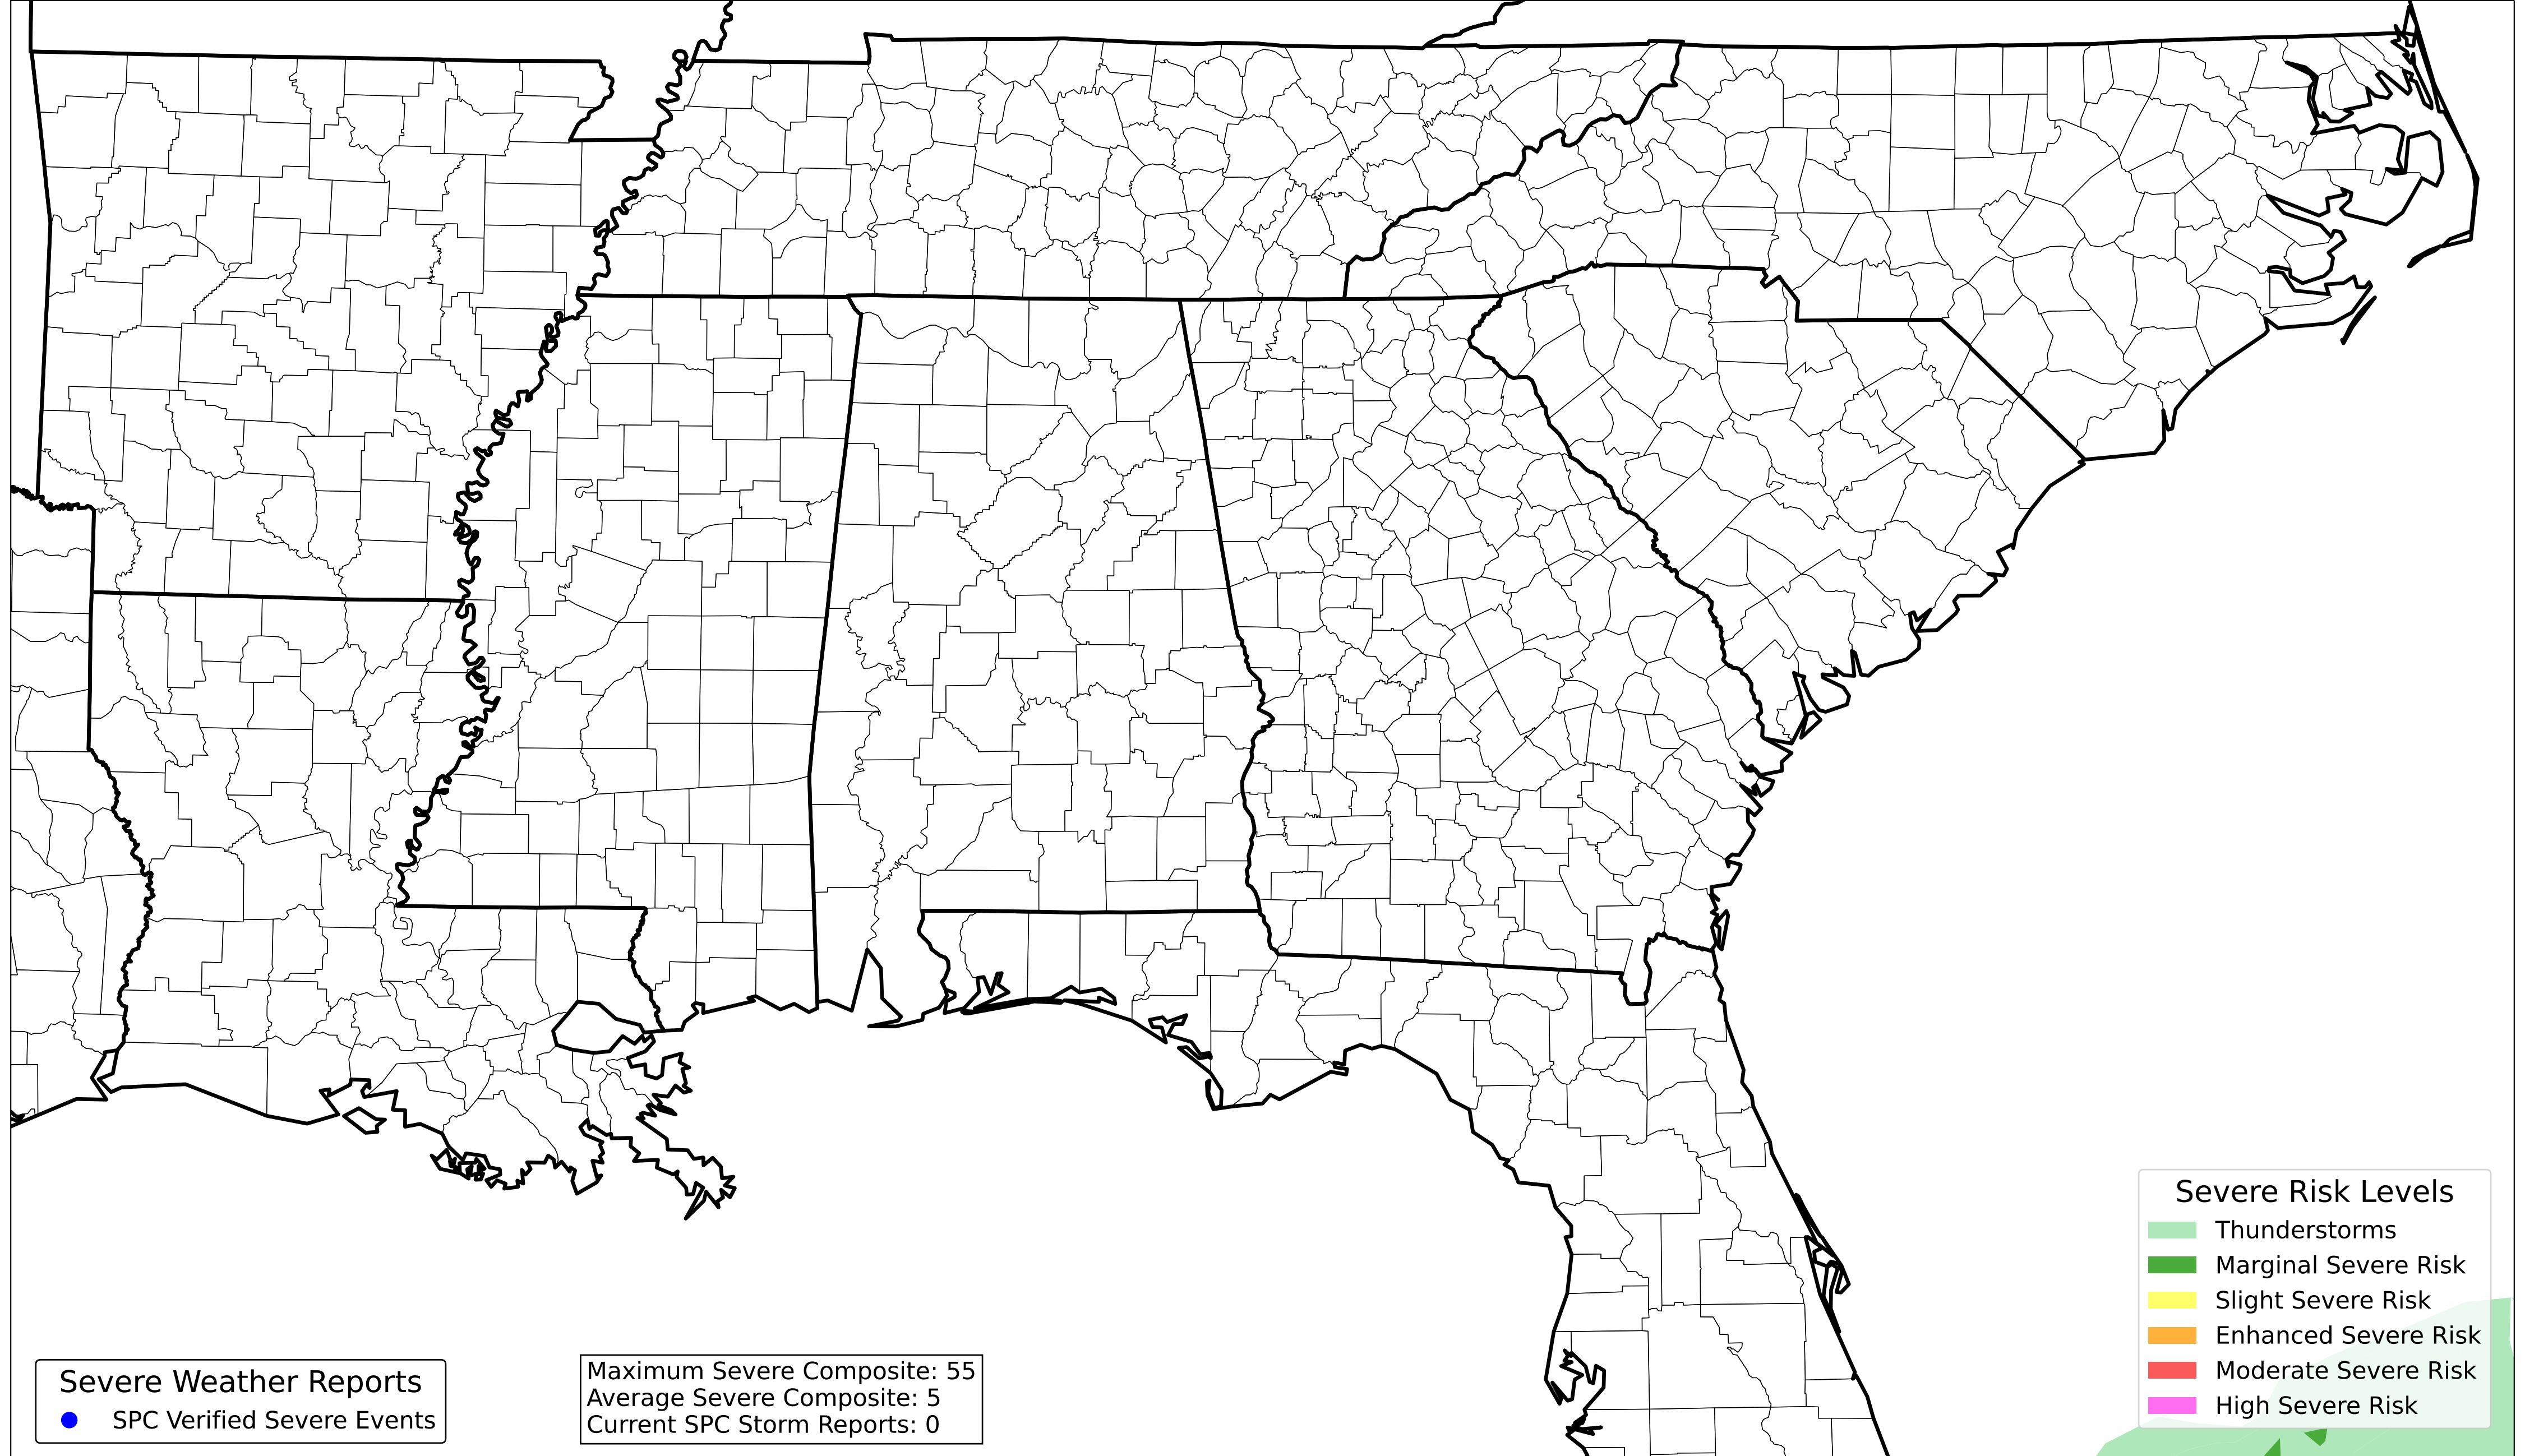 Severe Risk Levels
Thunderstorms
Marginal Severe Risk
Slight Severe Risk
Enhanced Severe Risk
Moderate Severe Risk
High Severe Risk
Severe Weather Reports
SPC Verified Severe Events
Maximum Severe Composite: 55
Average Severe Composite: 5
Current SPC Storm Reports: 0